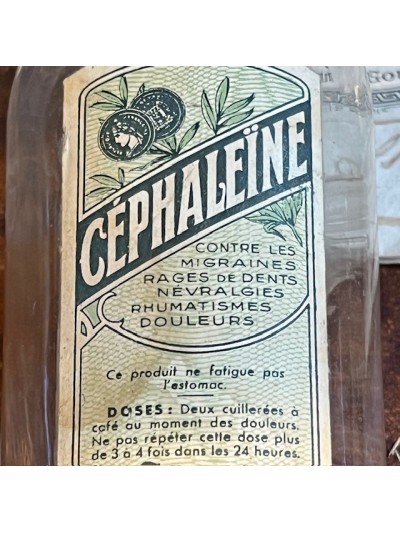 CÉPHALEÏNE
CONTRE LES
MIGRAINES
RAGES DE DENTS
NÉVRALGIES
RHUMATISMES
DOULEURS
Ce produit ne fatigue pas
l'estomac.
DOSES : Deux cuillerées à
café au moment des douleurs.
Ne pas répéter cette dose plus
de 3 à 4 fois dans les 24 heures.